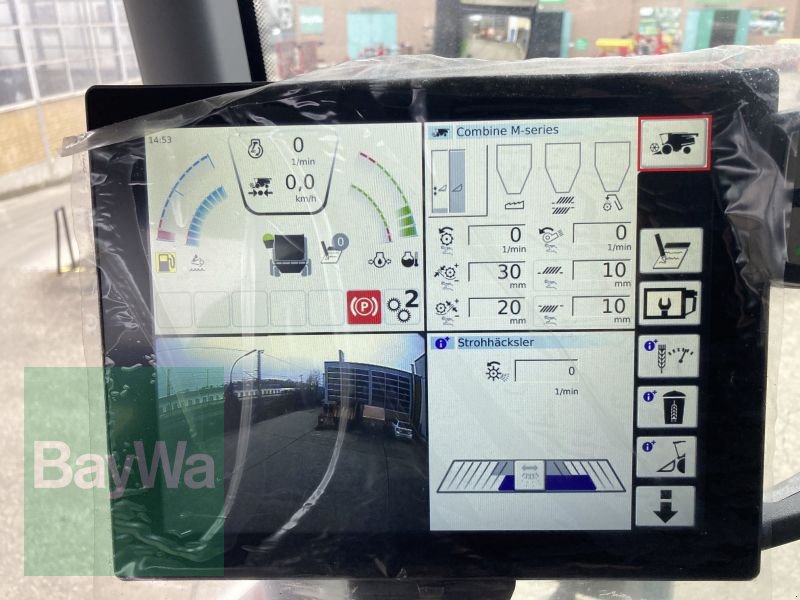 BayWa
14:53
0
1/min
0,0
km/h
0
P
2
Combine M-series
0
1/min
0
1/min
30
mm
10
mm
20
mm
10
mm
Strohhäcksler
0
1/min
BayWa